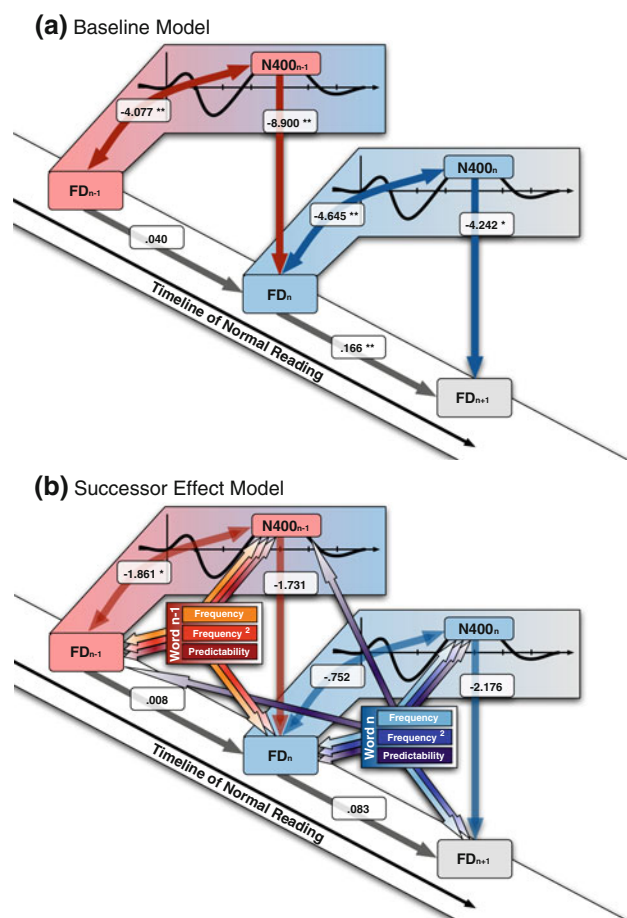 (a) Baseline Model
N400n-1
-4.077 **
-8.900 **
FDn-1
N400n
-4.645 **
-4.242 *
.040
FDn
Timeline of Normal Reading
.166 **
FDn+1
(b) Successor Effect Model
N400n-1
-1.861 *
-1.731
Word n-1
Frequency
Frequency 2
Predictability
FDn-1
N400n
-.752
-2.176
.008
Word n
Frequency
Frequency 2
Predictability
FDn
Timeline of Normal Reading
.083
FDn+1